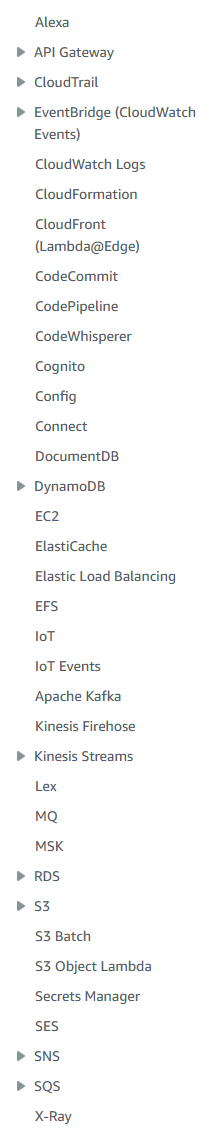 Alexa
API Gateway
CloudTrail
EventBridge (CloudWatch
Events)
CloudWatch Logs
CloudFormation
CloudFront
(Lambda@Edge)
CodeCommit
CodePipeline
CodeWhisperer
Cognito
Config
Connect
DocumentDB
DynamoDB
EC2
ElastiCache
Elastic Load Balancing
EFS
IoT
IoT Events
Apache Kafka
Kinesis Firehose
Kinesis Streams
Lex
MQ
MSK
RDS
S3
S3 Batch
S3 Object Lambda
Secrets Manager
SES
SNS
SQS
X-Ray